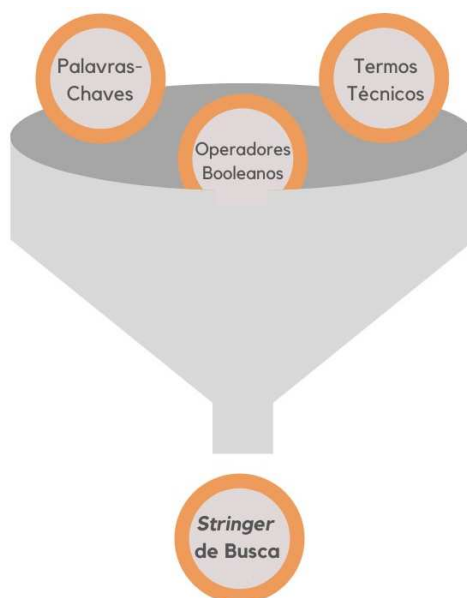 Palavras-
Chaves
Termos
Técnicos
Operadores
Booleanos
Stringer
de Busca